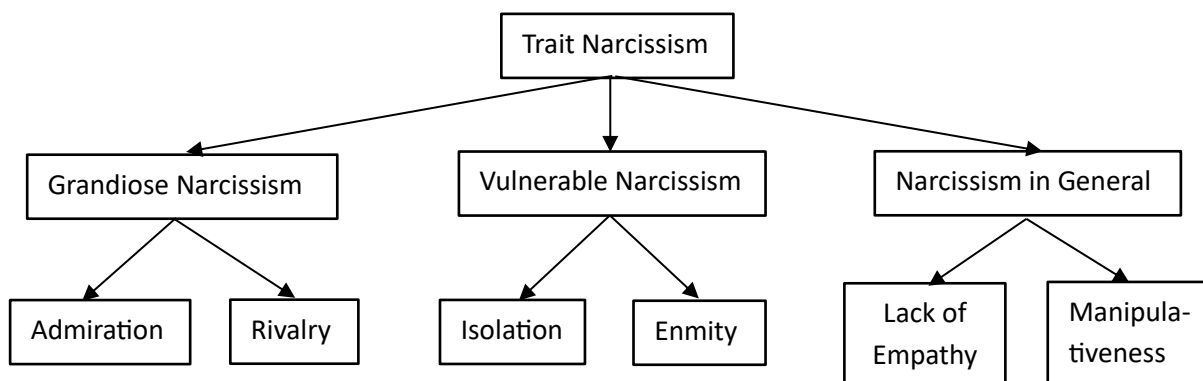 Trait Narcissism
Grandiose Narcissism
Vulnerable Narcissism
Narcissism in General
Admiration
Rivalry
Isolation
Enmity
Lack of
Empathy
Manipula-
tiveness